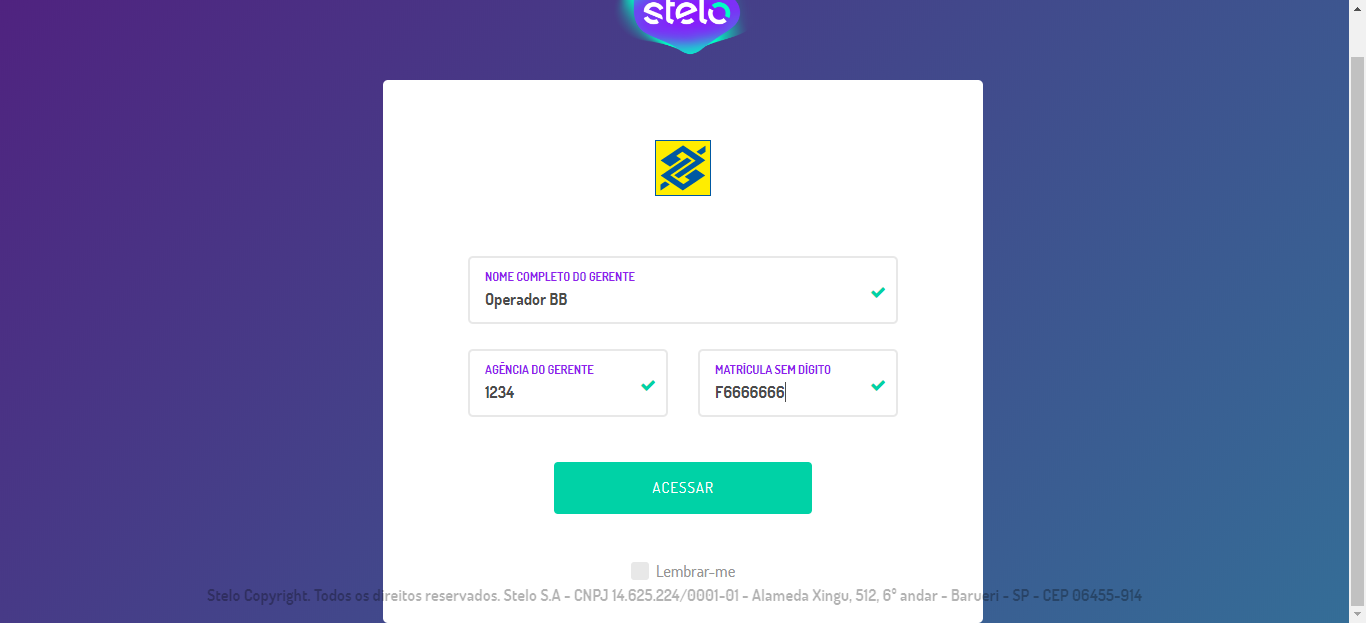 stelo
NOME COMPLETO DO GERENTE
Operador BB
AGÊNCIA DO GERENTE
1234
MATRÍCULA SEM DÍGITO
F6666666
ACESSAR
Lembrar-me
Stelo Copyright. Todos os direitos reservados. Stelo S.A - CNPJ 14.625.224/0001-01 - Alameda Xingu, 512, 6º andar - Barueri - SP - CEP 06455-914